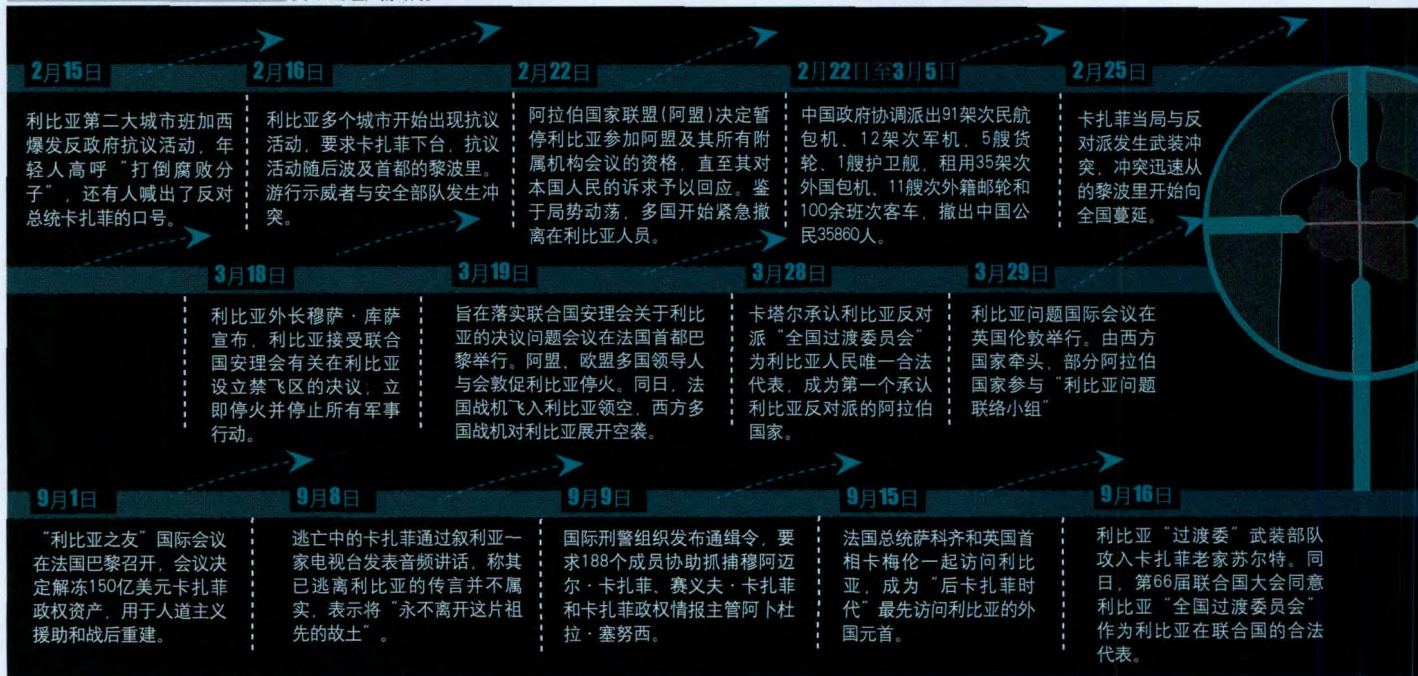 2月15日
利比亚第二大城市班加西
爆发反政府抗议活动，年
轻人高呼“打倒腐败分
子”，还有人喊出了反对
总统卡扎菲的口号。
2月16日
利比亚多个城市开始出现抗议
活动，要求卡扎菲下台，抗议
活动随后波及首都的黎波里。
游行示威者与安全部队发生冲
突。
2月22日
阿拉伯国家联盟(阿盟)决定暂
停利比亚参加阿盟及其所有附
属机构会议的资格，直至其对
本国人民的诉求予以回应。鉴
于局势动荡，多国开始紧急撤
离在利比亚人员。
2月22日至3月5日
中国政府协调派出91架次民航
包机、12架次军机，5艘货
轮、1艘护卫舰，租用35架次
外国包机、11艘次外籍邮轮和
100余班次客车，撤出中国公
民35860人。
2月25日
卡扎菲当局与反
对派发生武装冲
突，冲突迅速从
的黎波里开始向
全国蔓延。
3月18日
利比亚外长穆萨·库萨
宣布，利比亚接受联合
国安理会有关在利比亚
设立禁飞区的决议，立
即停火并停止所有军事
行动。
3月19日
旨在落实联合国安理会关于利比
亚的决议问题会议在法国首都巴
黎举行。阿盟、欧盟多国领导人
与会敦促利比亚停火。同日，法
国战机飞入利比亚领空，西方多
国战机对利比亚展开空袭。
3月28日
卡塔尔承认利比亚反对
派“全国过渡委员会”
为利比亚人民唯一合法
代表，成为第一个承认
利比亚反对派的阿拉伯
国家。
3月29日
利比亚问题国际会议在
英国伦敦举行。由西方
国家牵头，部分阿拉伯
国家参与“利比亚问题
联络小组”
9月1日
“利比亚之友”国际会议
在法国巴黎召开，会议决
定解冻150亿美元卡扎菲
政权资产，用于人道主义
援助和战后重建。
9月8日
逃亡中的卡扎菲通过叙利亚一
家电视台发表音频讲话，称其
已逃离利比亚的传言并不属
实，表示将“永不离开这片祖
先的故土”。
9月9日
国际刑警组织发布通缉令，要
求188个成员协助抓捕穆阿迈
尔·卡扎菲、赛义夫·卡扎菲
和卡扎菲政权情报主管阿卜杜
拉·塞努西。
9月15日
法国总统萨科齐和英国首
相卡梅伦一起访问利比
亚，成为“后卡扎菲时
代”最先访问利比亚的外
国元首。
9月16日
利比亚“过渡委”武装部队
攻入卡扎菲老家苏尔特。同
日，第66届联合国大会同意
利比亚“全国过渡委员会”
作为利比亚在联合国的合法
代表。